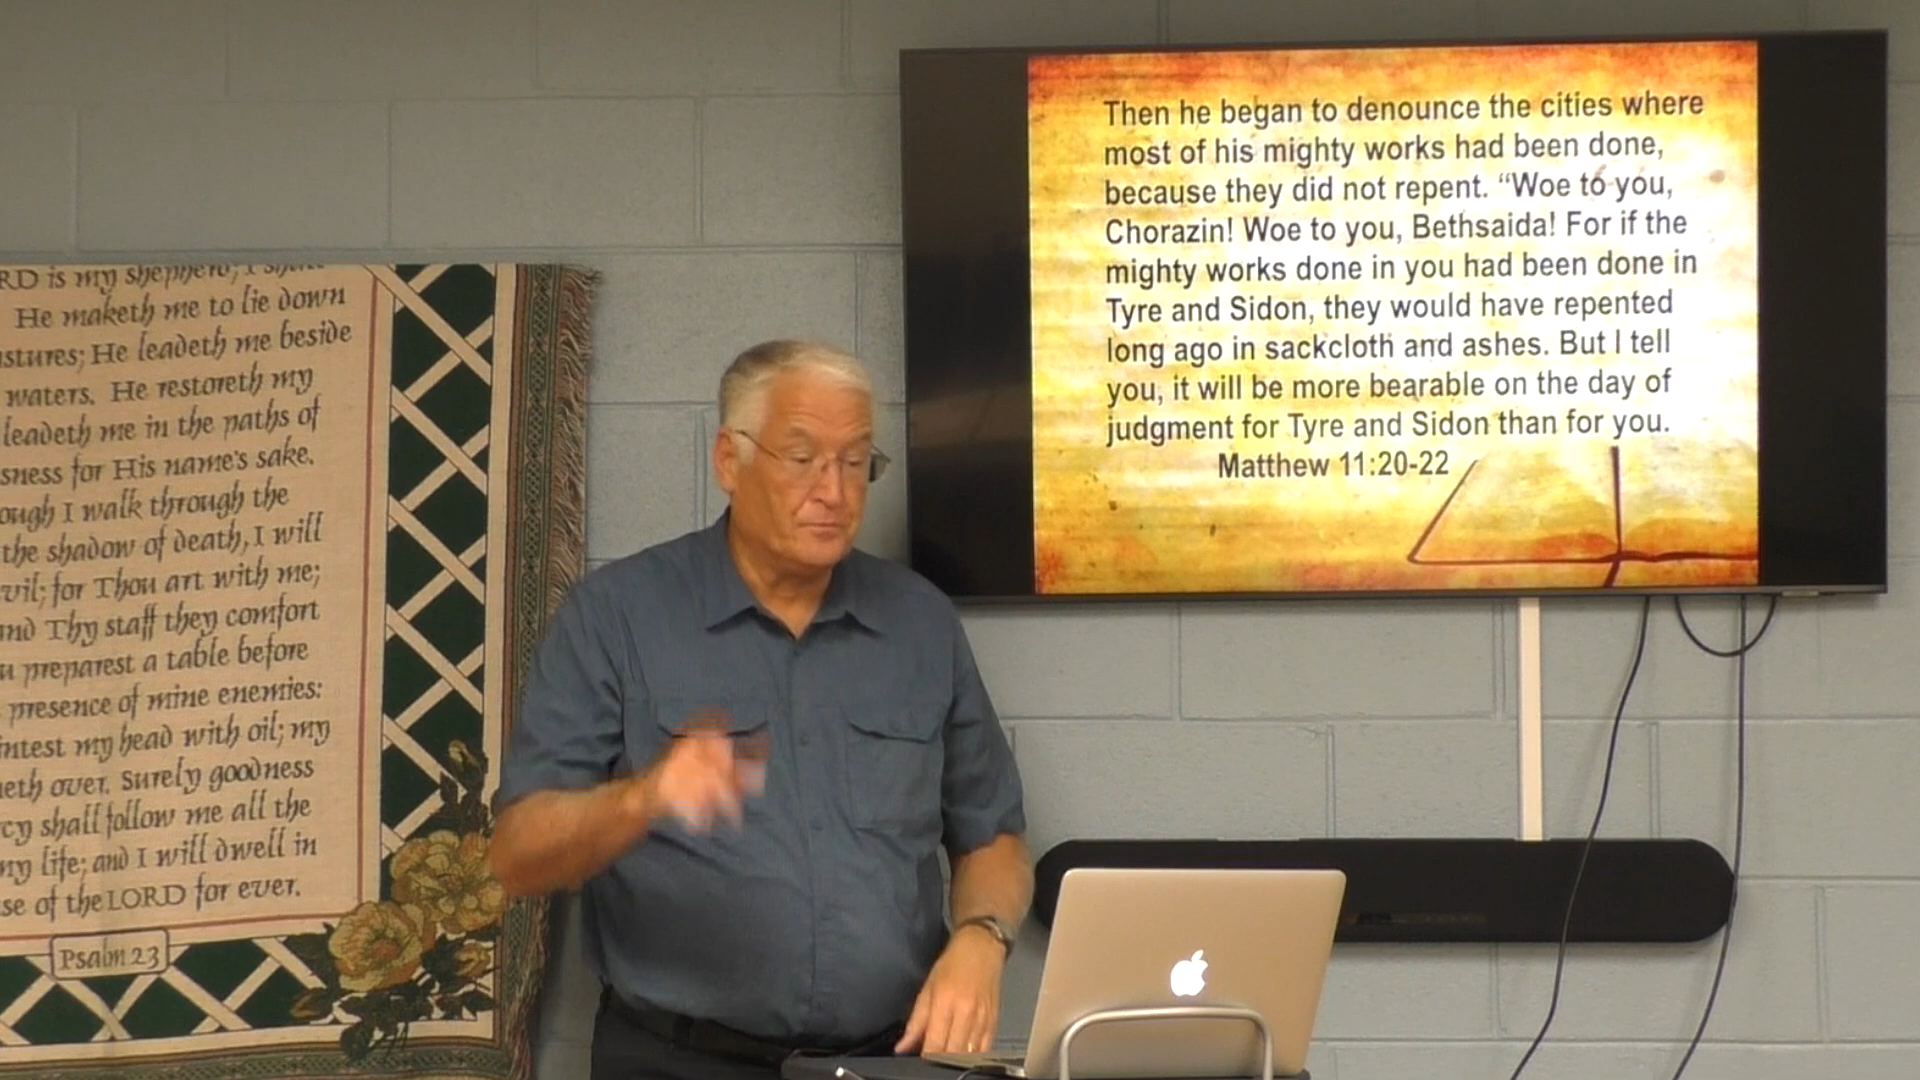 RD is my shepherd; I shall
He maketh me to lie down
stures; He leadeth me beside
waters. He restoreth my
leadeth me in the paths of
sness for His name's sake.
ough I walk through the
the shadow of death, I will
vil; for Thou art with me;
and Thy staff they comfort
u preparest a table before
presence of mine enemies:
intest my head with oil; my
eth over. Surely goodness
cy shall follow me all the
my life; and I will dwell in
se of the LORD for ever.
Psalm 23
Then he began to denounce the cities where
most of his mighty works had been done,
because they did not repent. “Woe to you,
Chorazin! Woe to you, Bethsaida! For if the
mighty works done in you had been done in
Tyre and Sidon, they would have repented
long ago in sackcloth and ashes. But I tell
you, it will be more bearable on the day of
judgment for Tyre and Sidon than for you.
Matthew 11:20-22